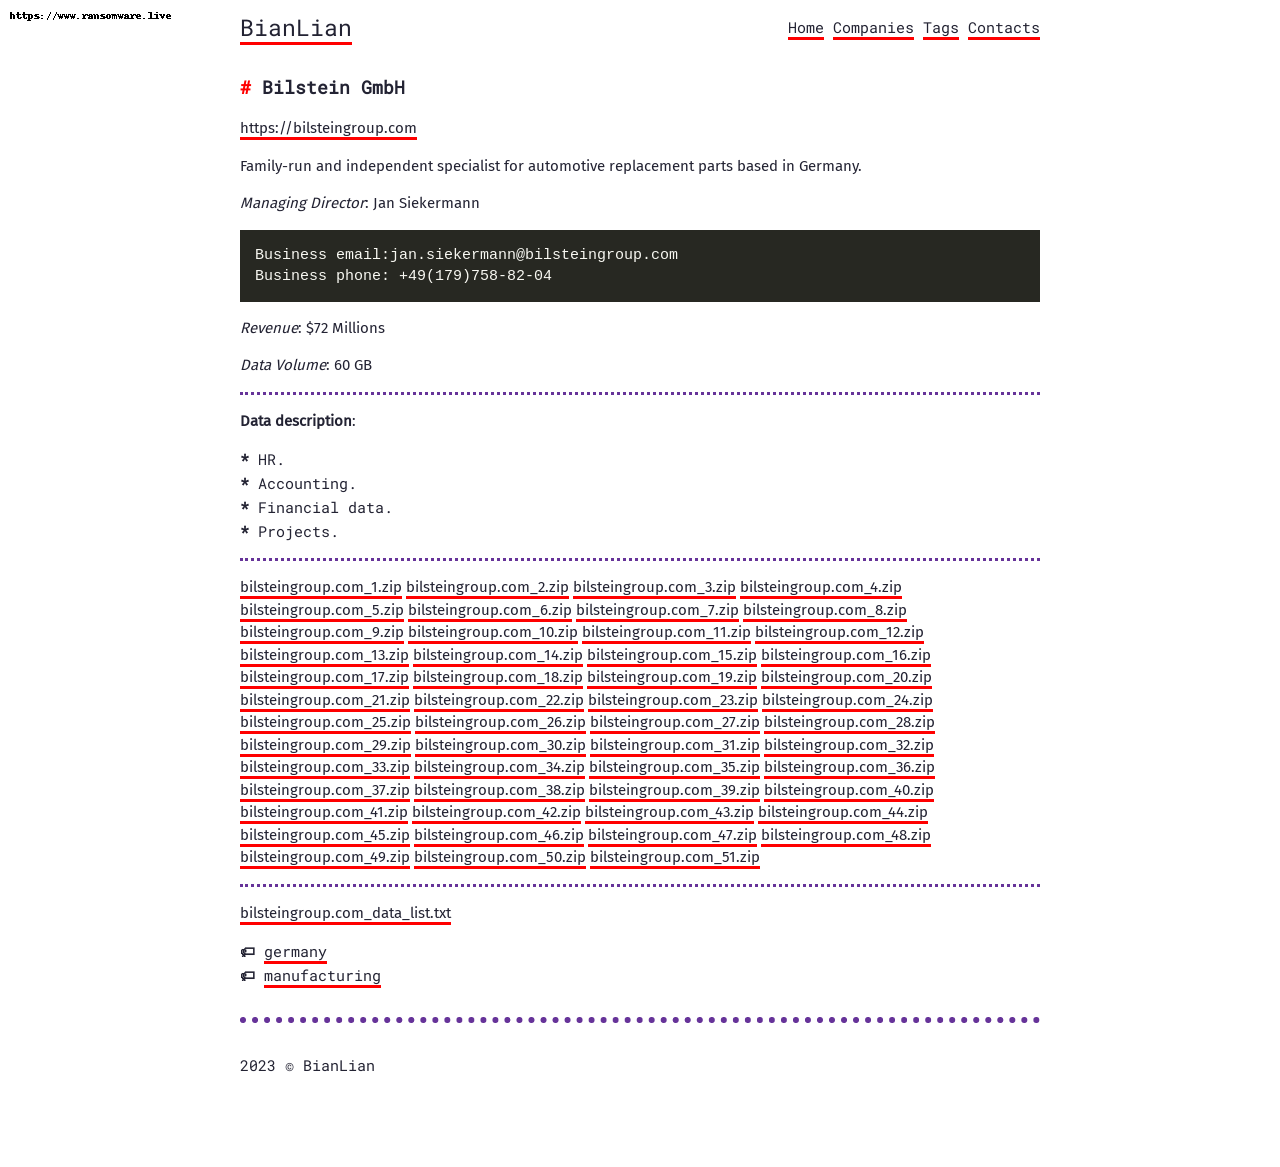 https://www.ransomware.live
BianLian
Home Companies Tags Contacts
# Bilstein GmbH
https://bilsteingroup.com
Family-run and independent specialist for automotive replacement parts based in Germany.
Managing Director: Jan Siekermann
Business email:jan.siekermann@bilsteingroup.com
Business phone: +49(179)758-82-04
Revenue: $72 Millions
Data Volume: 60 GB
Data description:
* HR.
* Accounting.
* Financial data.
* Projects.
bilsteingroup.com_1.zip bilsteingroup.com_2.zip bilsteingroup.com_3.zip bilsteingroup.com_4.zip
bilsteingroup.com_5.zip bilsteingroup.com_6.zip bilsteingroup.com_7.zip bilsteingroup.com_8.zip
bilsteingroup.com_9.zip bilsteingroup.com_10.zip bilsteingroup.com_11.zip bilsteingroup.com_12.zip
bilsteingroup.com_13.zip bilsteingroup.com_14.zip bilsteingroup.com_15.zip bilsteingroup.com_16.zip
bilsteingroup.com_17.zip bilsteingroup.com_18.zip bilsteingroup.com_19.zip bilsteingroup.com_20.zip
bilsteingroup.com_21.zip bilsteingroup.com_22.zip bilsteingroup.com_23.zip bilsteingroup.com_24.zip
bilsteingroup.com_25.zip bilsteingroup.com_26.zip bilsteingroup.com_27.zip bilsteingroup.com_28.zip
bilsteingroup.com_29.zip bilsteingroup.com_30.zip bilsteingroup.com_31.zip bilsteingroup.com_32.zip
bilsteingroup.com_33.zip bilsteingroup.com_34.zip bilsteingroup.com_35.zip bilsteingroup.com_36.zip
bilsteingroup.com_37.zip bilsteingroup.com_38.zip bilsteingroup.com_39.zip bilsteingroup.com_40.zip
bilsteingroup.com_41.zip bilsteingroup.com_42.zip bilsteingroup.com_43.zip bilsteingroup.com_44.zip
bilsteingroup.com_45.zip bilsteingroup.com_46.zip bilsteingroup.com_47.zip bilsteingroup.com_48.zip
bilsteingroup.com_49.zip bilsteingroup.com_50.zip bilsteingroup.com_51.zip
bilsteingroup.com_data_list.txt
germany
manufacturing
2023 © BianLian